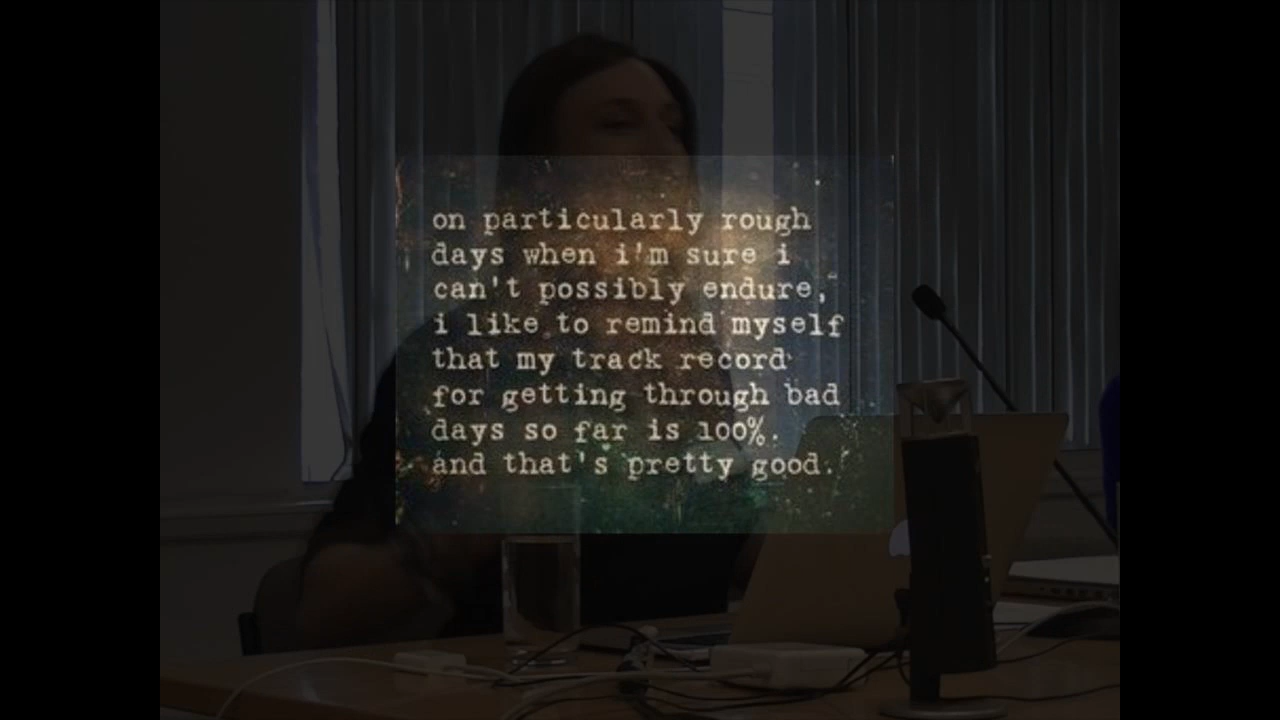 on particularly rough
days when i'm sure i
can't possibly endure,
i like to remind myself
that my track record
for getting through bad
days so far is 100%.
and that's pretty good.